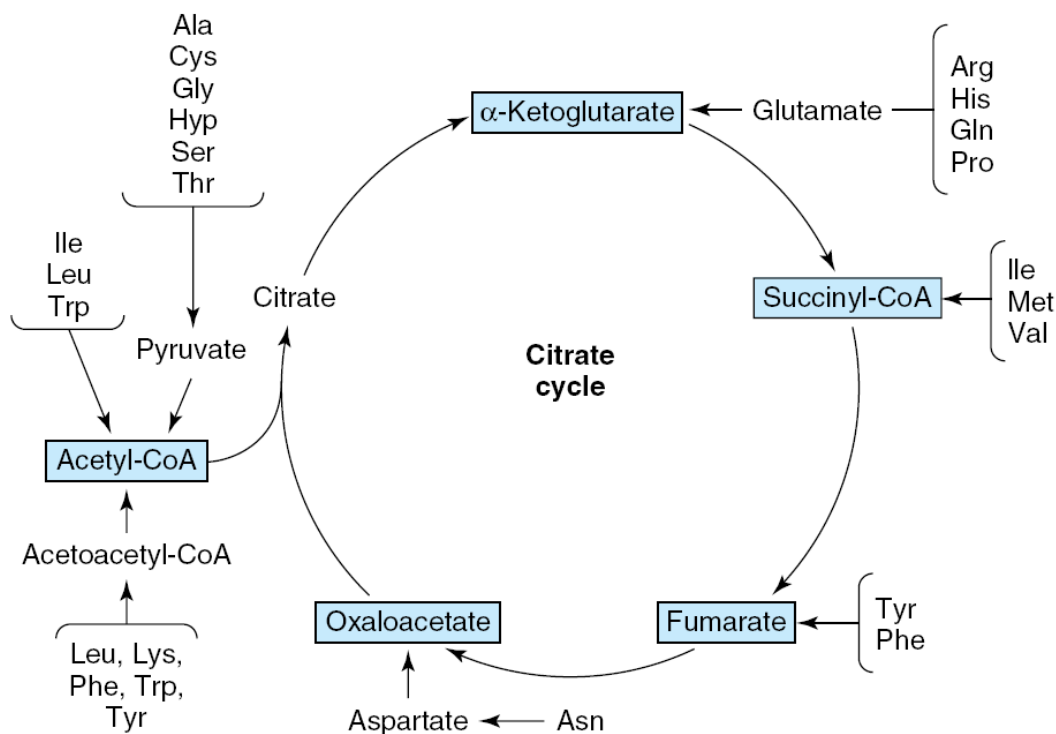 Ala
Cys
Gly
Hyp
Ser
Thr
Ile
Leu
Trp
Pyruvate
Citrate
α-Ketoglutarate
Glutamate
Arg
His
Gln
Pro
Succinyl-CoA
Ile
Met
Val
Citrate
cycle
Acetyl-CoA
Acetoacetyl-CoA
Leu, Lys,
Phe, Trp,
Tyr
Oxaloacetate
Fumarate
Tyr
Phe
Aspartate
Asn